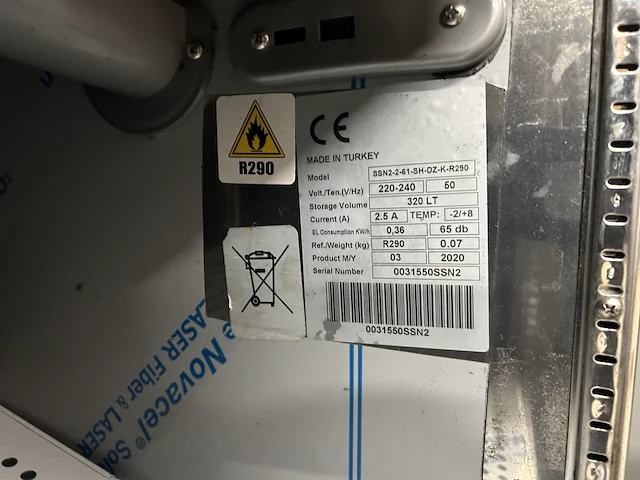 R290
CE
MADE IN TURKEY
Model SSN2-2-61-SH-DZ-K-R290
Volt./Ten.(V/Hz) 220-240 50
Storage Volume 320 LT
Current (A) 2.5 A TEMP: -2/+8
EL Consumption KW/h 0,36 65 db
Ref./Weight (kg) R290 0.07
Product M/Y 03 2020
Serial Number 0031550SSN2
0031550SSN2
Novacel®
LASER Fiber & LASER